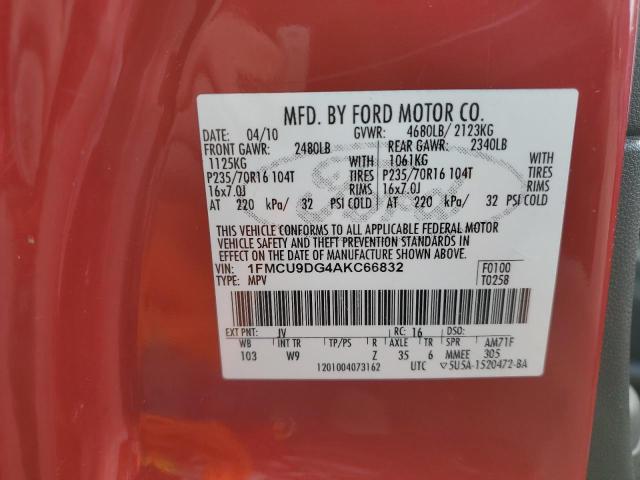 MFD. BY FORD MOTOR CO.
DATE: 04/10 GVWR: 4680LB/ 2123KG
FRONT GAWR: 2480LB REAR GAWR: 2340LB
1125KG WITH 1061KG WITH
P235/70R16 104T TIRES P235/70R16 104T TIRES
16x7.0J RIMS 16x7.0J RIMS
AT 220 kPa/ 32 PSI COLD AT 220 kPa/ 32 PSI COLD
Ford
THIS VEHICLE CONFORMS TO ALL APPLICABLE FEDERAL MOTOR
VEHICLE SAFETY AND THEFT PREVENTION STANDARDS IN
EFFECT ON THE DATE OF MANUFACTURE SHOWN ABOVE.
VIN: 1FMCU9DG4AKC66832 F0100
TYPE: MPV T0258
EXT PNT: JV RC: 16 DSO:
WB INT TR TP/PS R AXLE TR SPR AM71F
103 W9 Z 35 6 MMEE 305
1201004073162 UTC ▽5U5A-1520472-BA